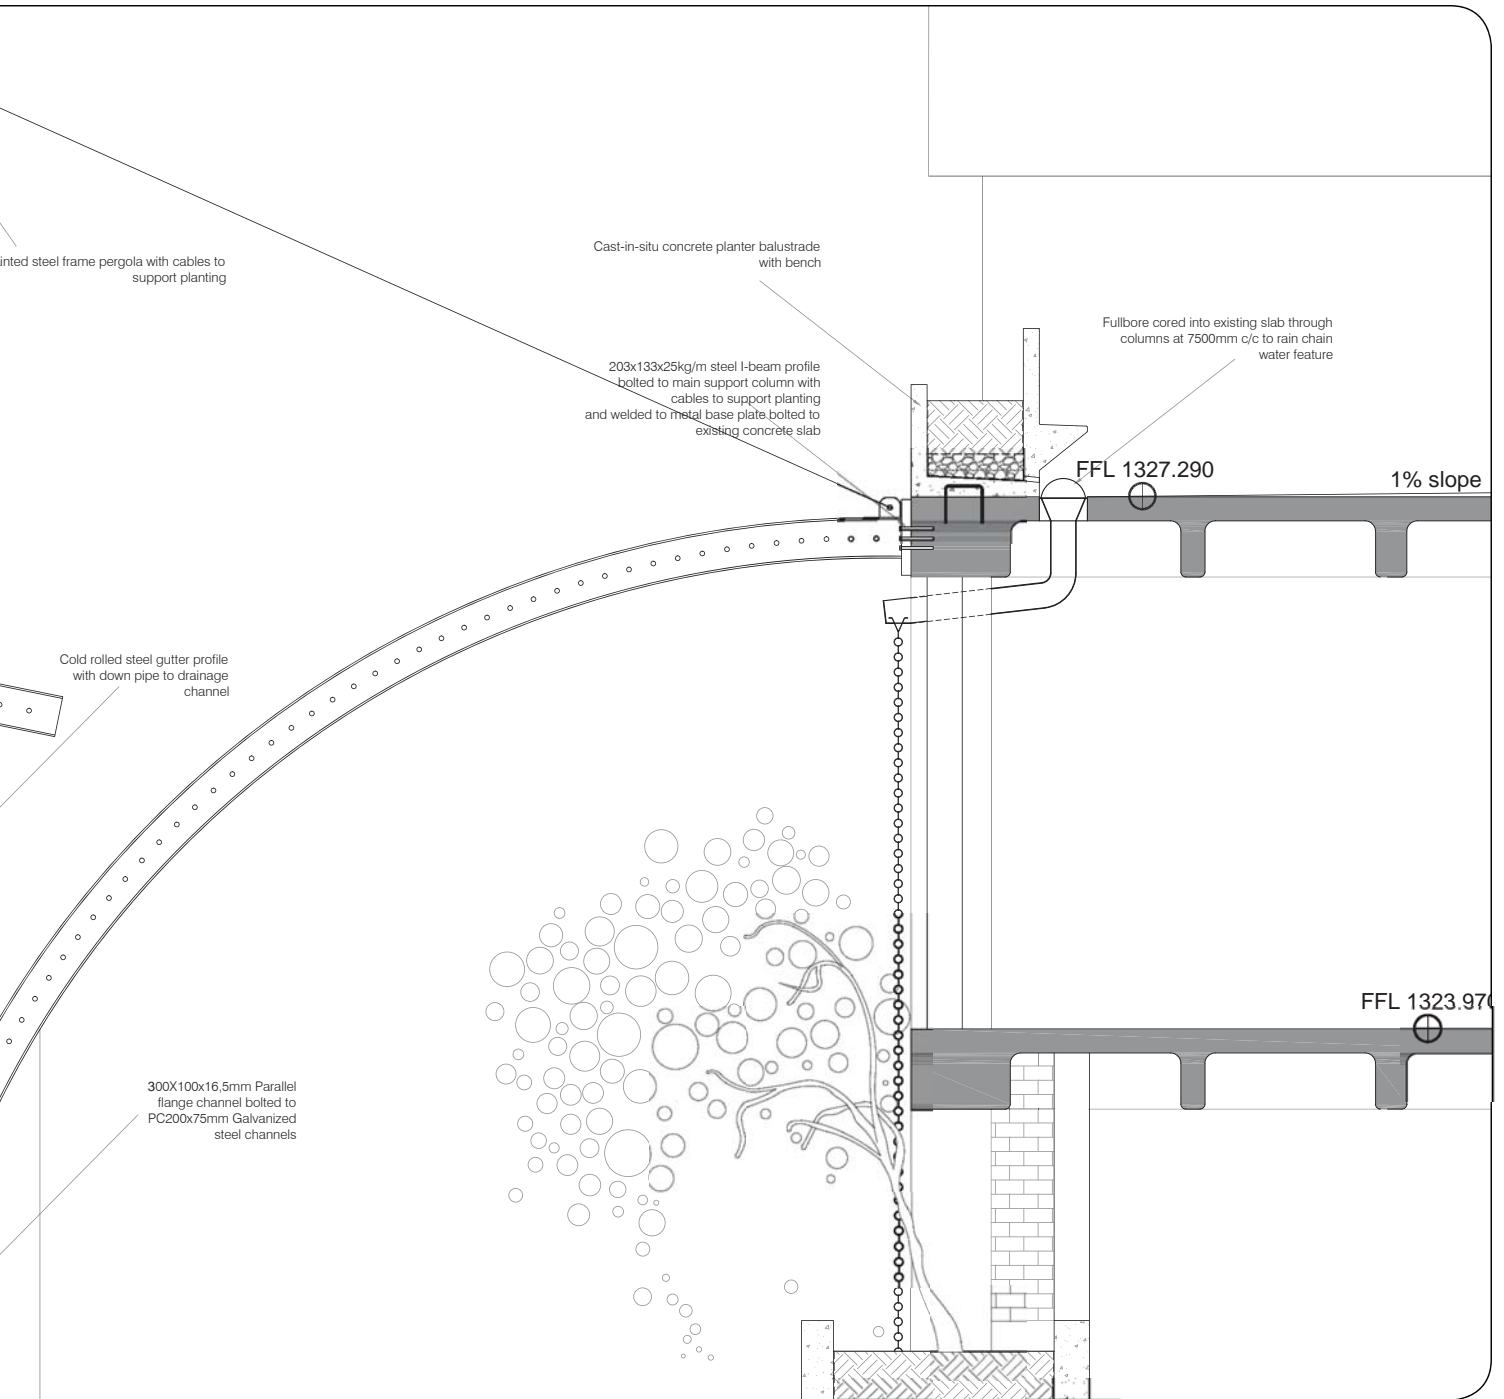 Cast-in-situ concrete planter balustrade
with bench
steel frame pergola with cables to
support planting
Fullbore cored into existing slab through
columns at 7500mm c/c to rain chain
water feature
203x133x25kg/m steel I-beam profile
bolted to main support column with
cables to support planting
and welded to metal base plate bolted to
existing concrete slab
FFL 1327.290
1% slope
Cold rolled steel gutter profile
with down pipe to drainage
channel
FFL 1323.970
300X100x16,5mm Parallel
flange channel bolted to
PC200x75mm Galvanized
steel channels